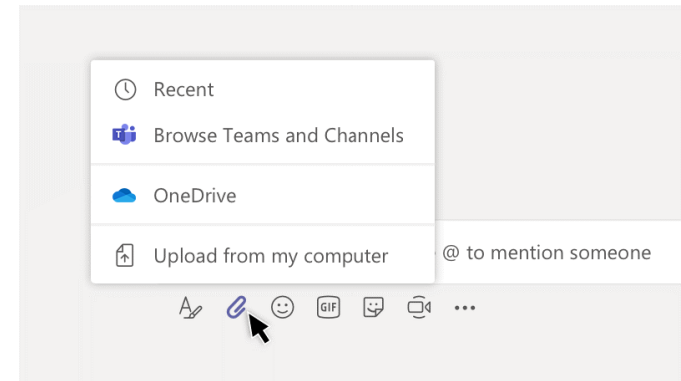 Recent
Browse Teams and Channels
OneDrive
Upload from my computer
@ to mention someone
GIF